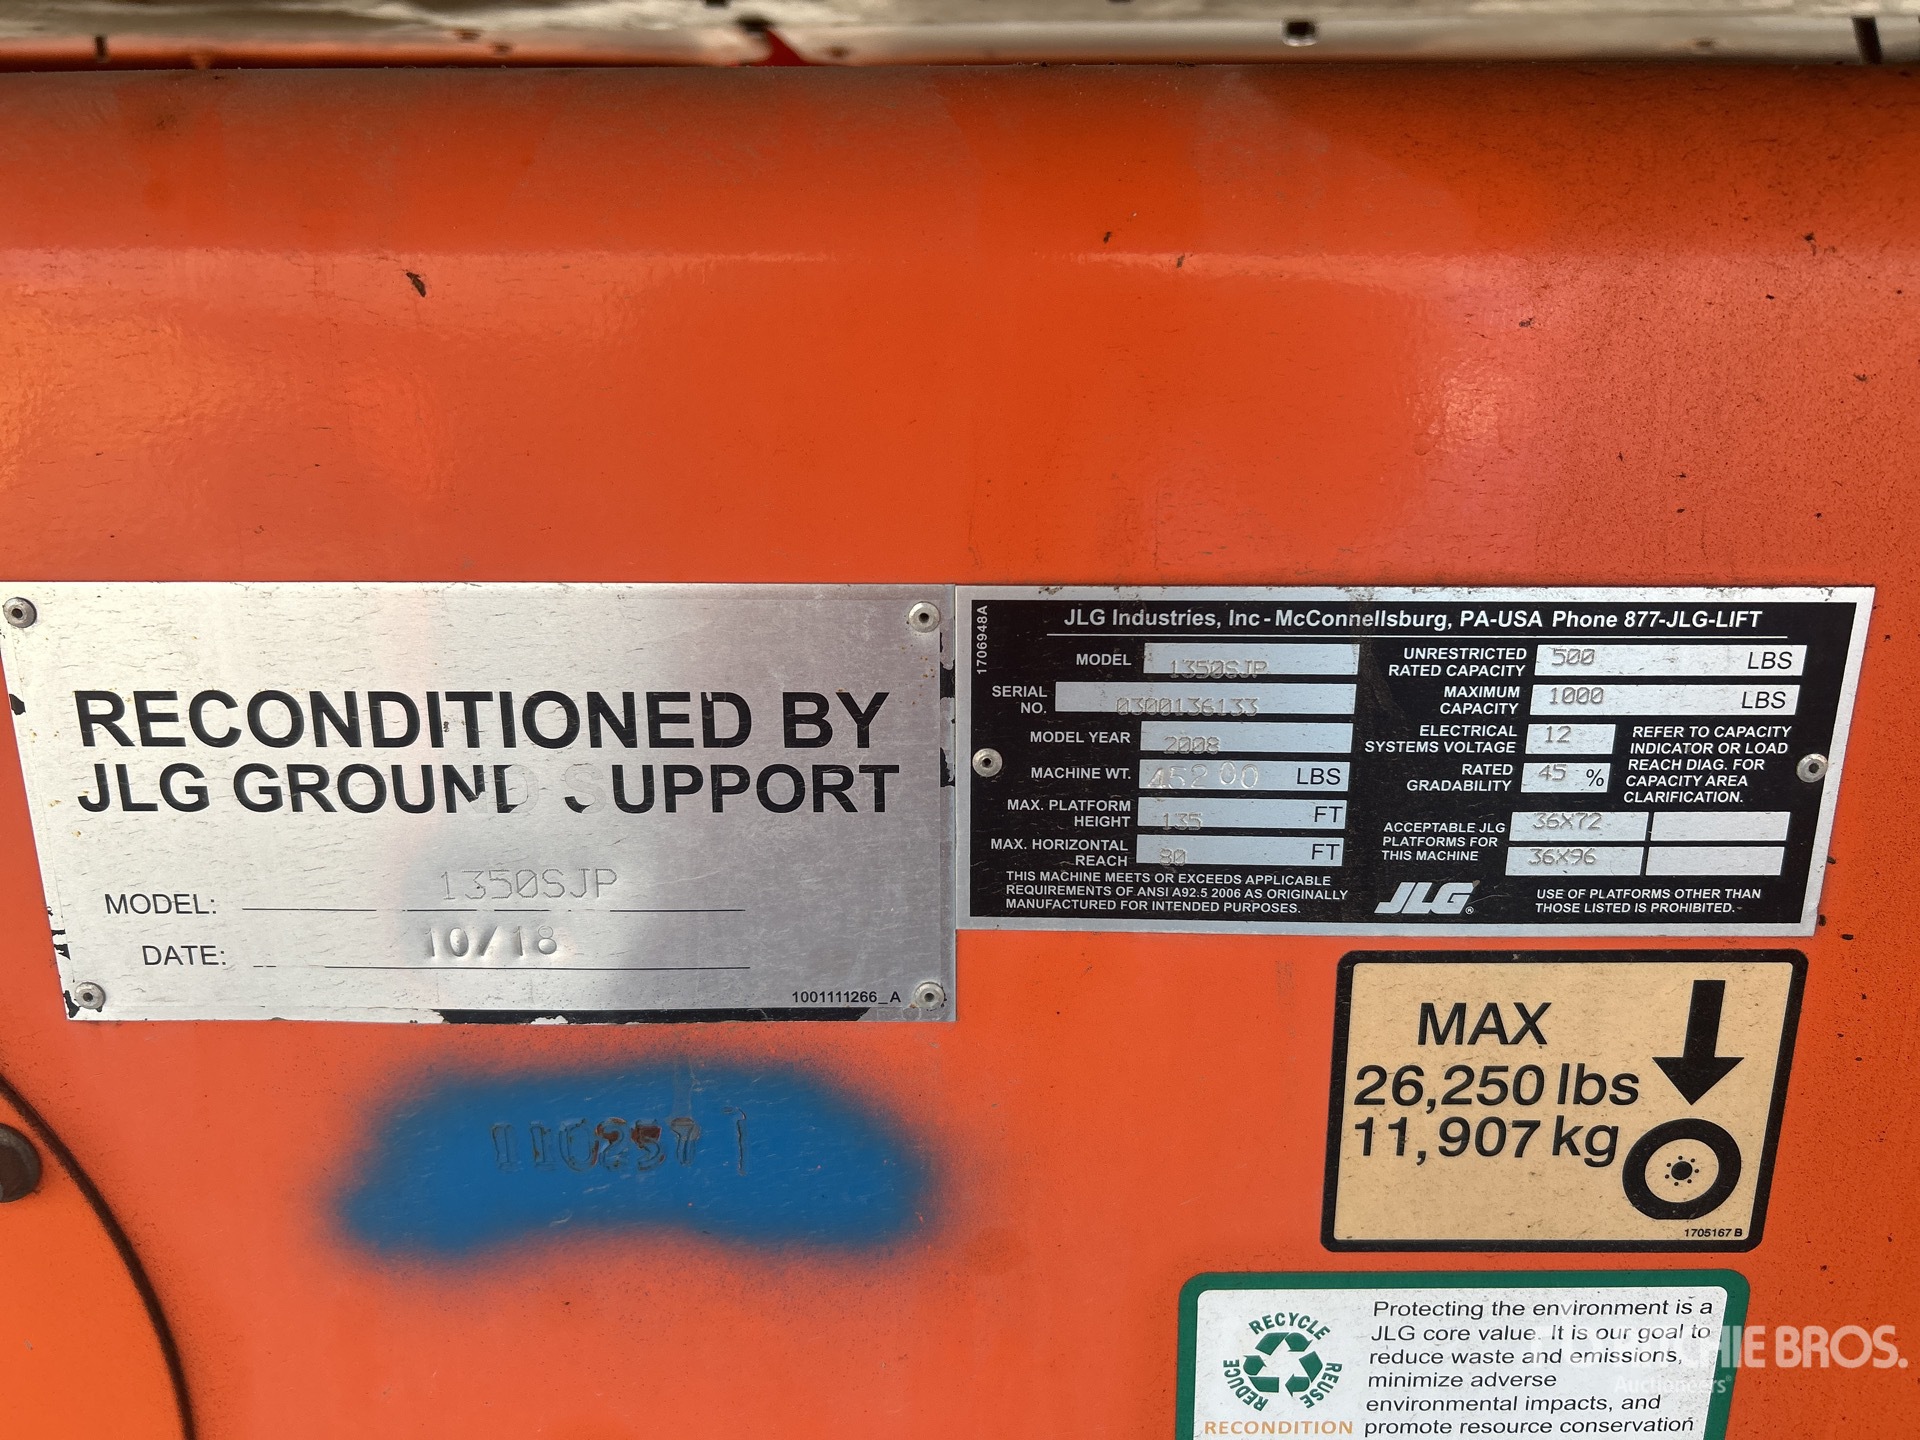 RECONDITIONED BY
JLG GROUND SUPPORT
MODEL: 1350SJP
DATE: 10/18
1001111266_A
1706948A
JLG Industries, Inc - McConnellsburg, PA-USA Phone 877-JLG-LIFT
MODEL 1350SJP
SERIAL NO. 0300136133
MODEL YEAR 2008
MACHINE WT. 45200 LBS
MAX. PLATFORM HEIGHT 135 FT
MAX. HORIZONTAL REACH 80 FT
THIS MACHINE MEETS OR EXCEEDS APPLICABLE
REQUIREMENTS OF ANSI A92.5 2006 AS ORIGINALLY
MANUFACTURED FOR INTENDED PURPOSES.
UNRESTRICTED RATED CAPACITY 500 LBS
MAXIMUM CAPACITY 1000 LBS
ELECTRICAL SYSTEMS VOLTAGE 12
RATED GRADABILITY 45 %
REFER TO CAPACITY
INDICATOR OR LOAD
REACH DIAG. FOR
CAPACITY AREA
CLARIFICATION.
ACCEPTABLE JLG
PLATFORMS FOR
THIS MACHINE
36X72
36X96
JLG®
USE OF PLATFORMS OTHER THAN
THOSE LISTED IS PROHIBITED.
MAX
26,250 lbs
11,907 kg
1705167 B
RECYCLE
REUSE
REDUCE
RECONDITION
Protecting the environment is a
JLG core value. It is our goal to
reduce waste and emissions,
minimize adverse
environmental impacts, and
promote resource conservation
BROS.
Auctioneers